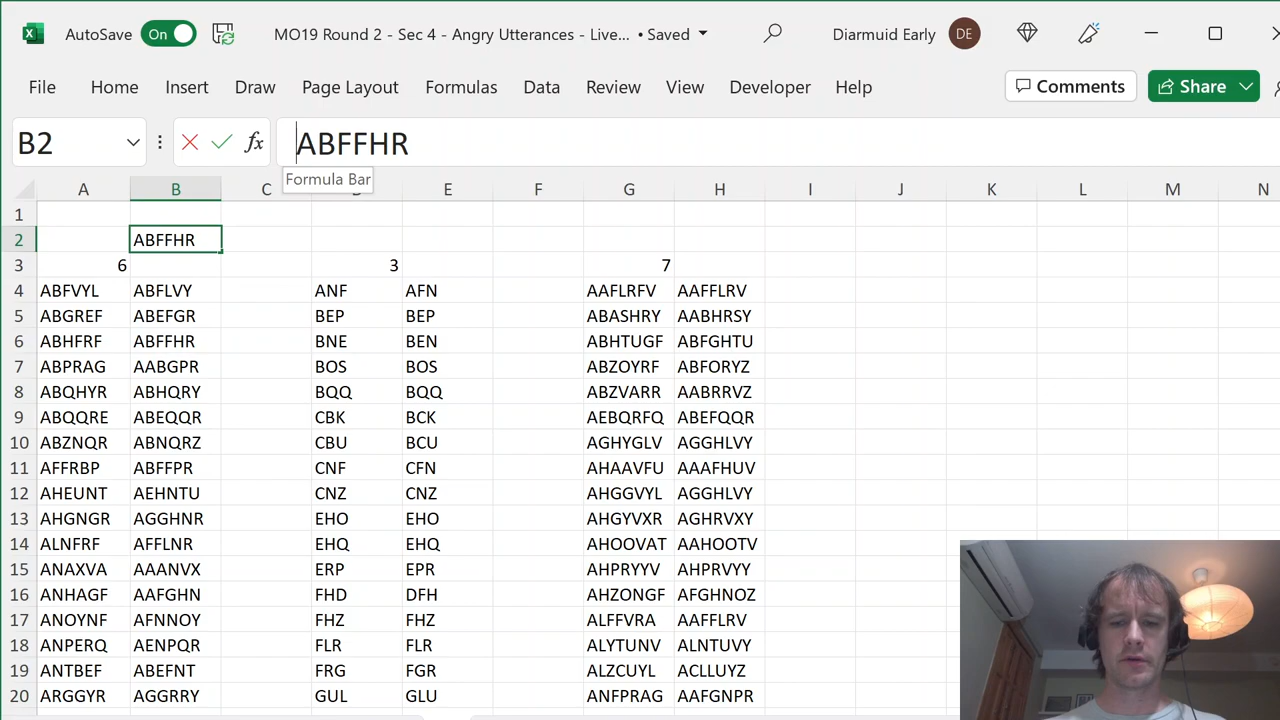 AutoSave On MO19 Round 2 - Sec 4 - Angry Utterances - Live... • Saved Diarmuid Early DE
File Home Insert Draw Page Layout Formulas Data Review View Developer Help Comments Share
B2 fx ABFFHR
Formula Bar
A B C E F G H I J K L M N
1
2 ABFFHR
3 6 3 7
4 ABFVYL ABFLVY ANF AFN AAFLRFV AAFFLRV
5 ABGREF ABEFGR BEP BEP ABASHRY AABHRSY
6 ABHFRF ABFFHR BNE BEN ABHTUGF ABFGHTU
7 ABPRAG AABGPR BOS BOS ABZOYRF ABFORYZ
8 ABQHYR ABHQRY BQQ BQQ ABZVARR AABRRVZ
9 ABQQRE ABEQQR CBK BCK AEBQRFQ ABEFQQR
10 ABZNQR ABNQRZ CBU BCU AGHYGLV AGGHLVY
11 AFFRBP ABFFPR CNF CFN AHAAVFU AAAFHUV
12 AHEUNT AEHNTU CNZ CNZ AHGGVYL AGGHLVY
13 AHGNGR AGGHNR EHO EHO AHGYVXR AGHRVXY
14 ALNFRF AFFLNR EHQ EHQ AHOOVAT AAHOOTV
15 ANAXVA AAANVX ERP EPR AHPRYYV AHPRVYY
16 ANHAGF AAFGHN FHD DFH AHZONGF AFGHNOZ
17 ANOYNF AFNNOY FHZ FHZ ALFFVRA AAFFLRV
18 ANPERQ AENPQR FLR FLR ALYTUNV ALNTUVY
19 ANTBEF ABEFNT FRG FGR ALZCUYL ACLLUYZ
20 ARGGYR AGGRRY GUL GLU ANFPRAG AAFGNPR